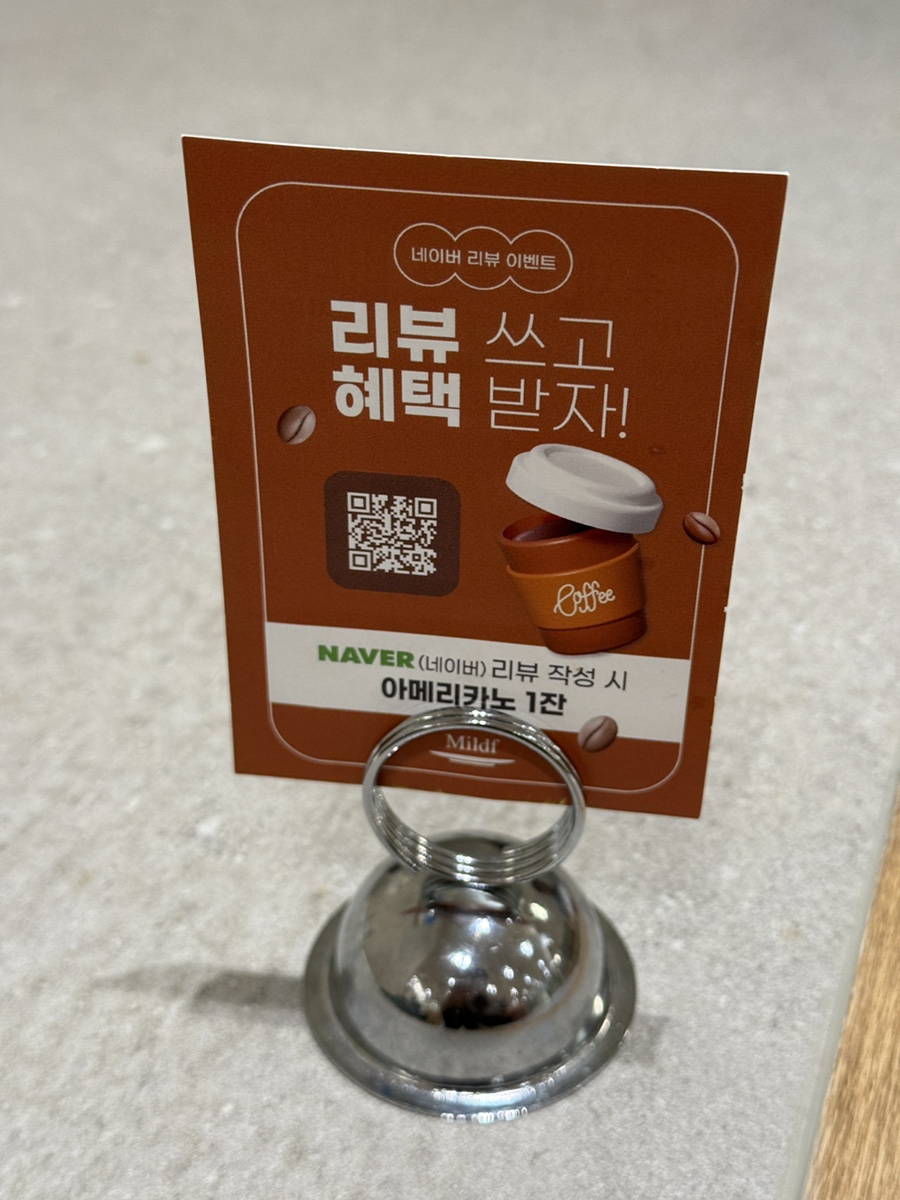 네이버 리뷰 이벤트
리뷰 쓰고
혜택 받자!
Coffee
NAVER (네이버) 리뷰 작성 시
아메리카노 1잔
Mildf